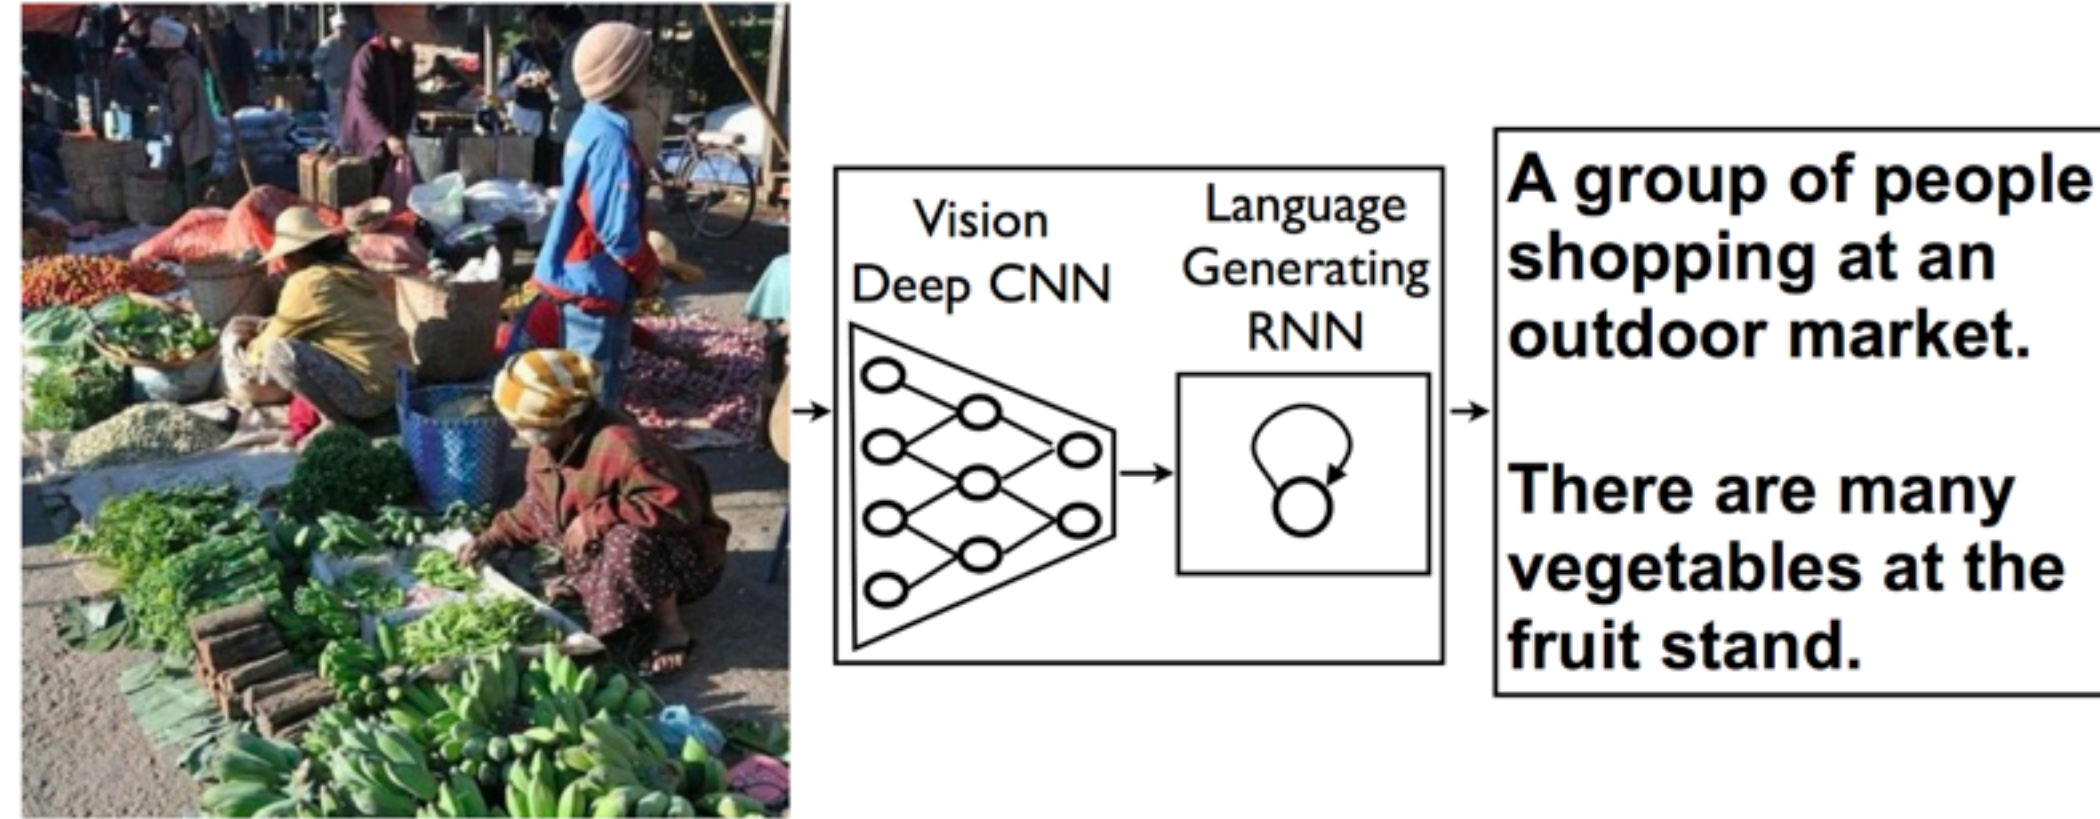 Vision
Deep CNN
Language
Generating
RNN
A group of people
shopping at an
outdoor market.
There are many
vegetables at the
fruit stand.